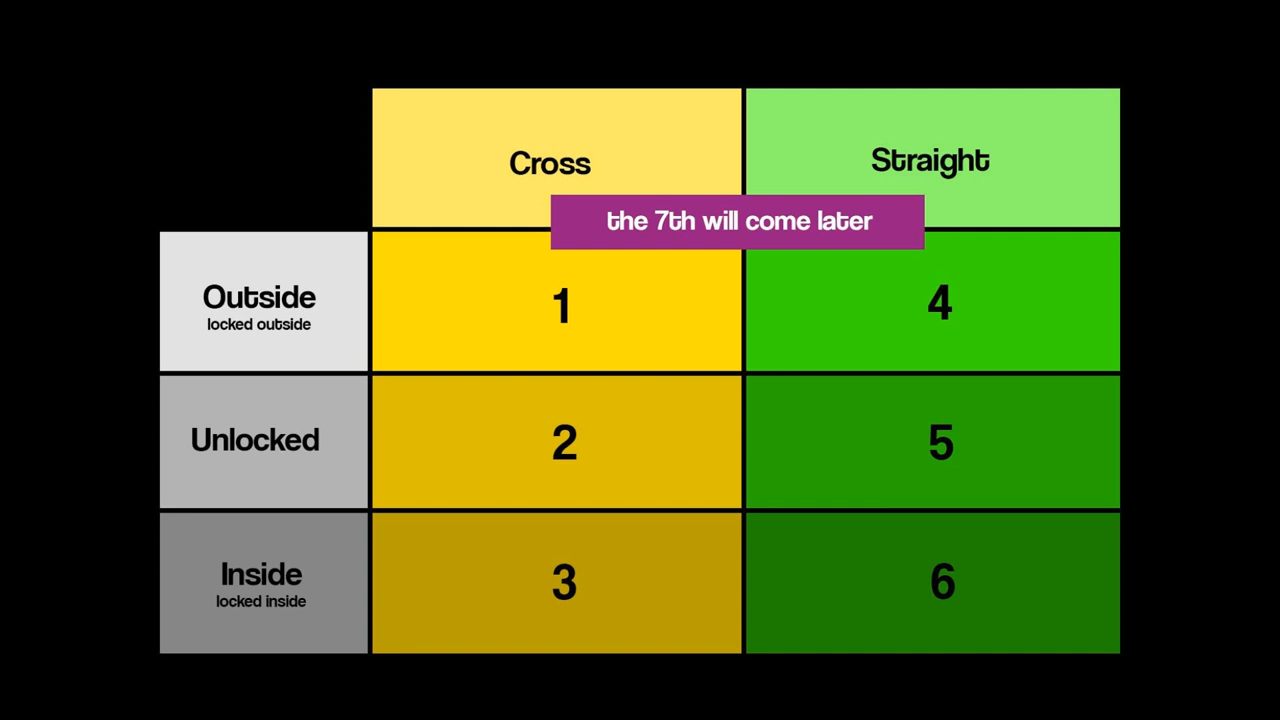 Cross
Straight
the 7th will come later
Outside
locked outside
1
4
Unlocked
2
5
Inside
locked inside
3
6